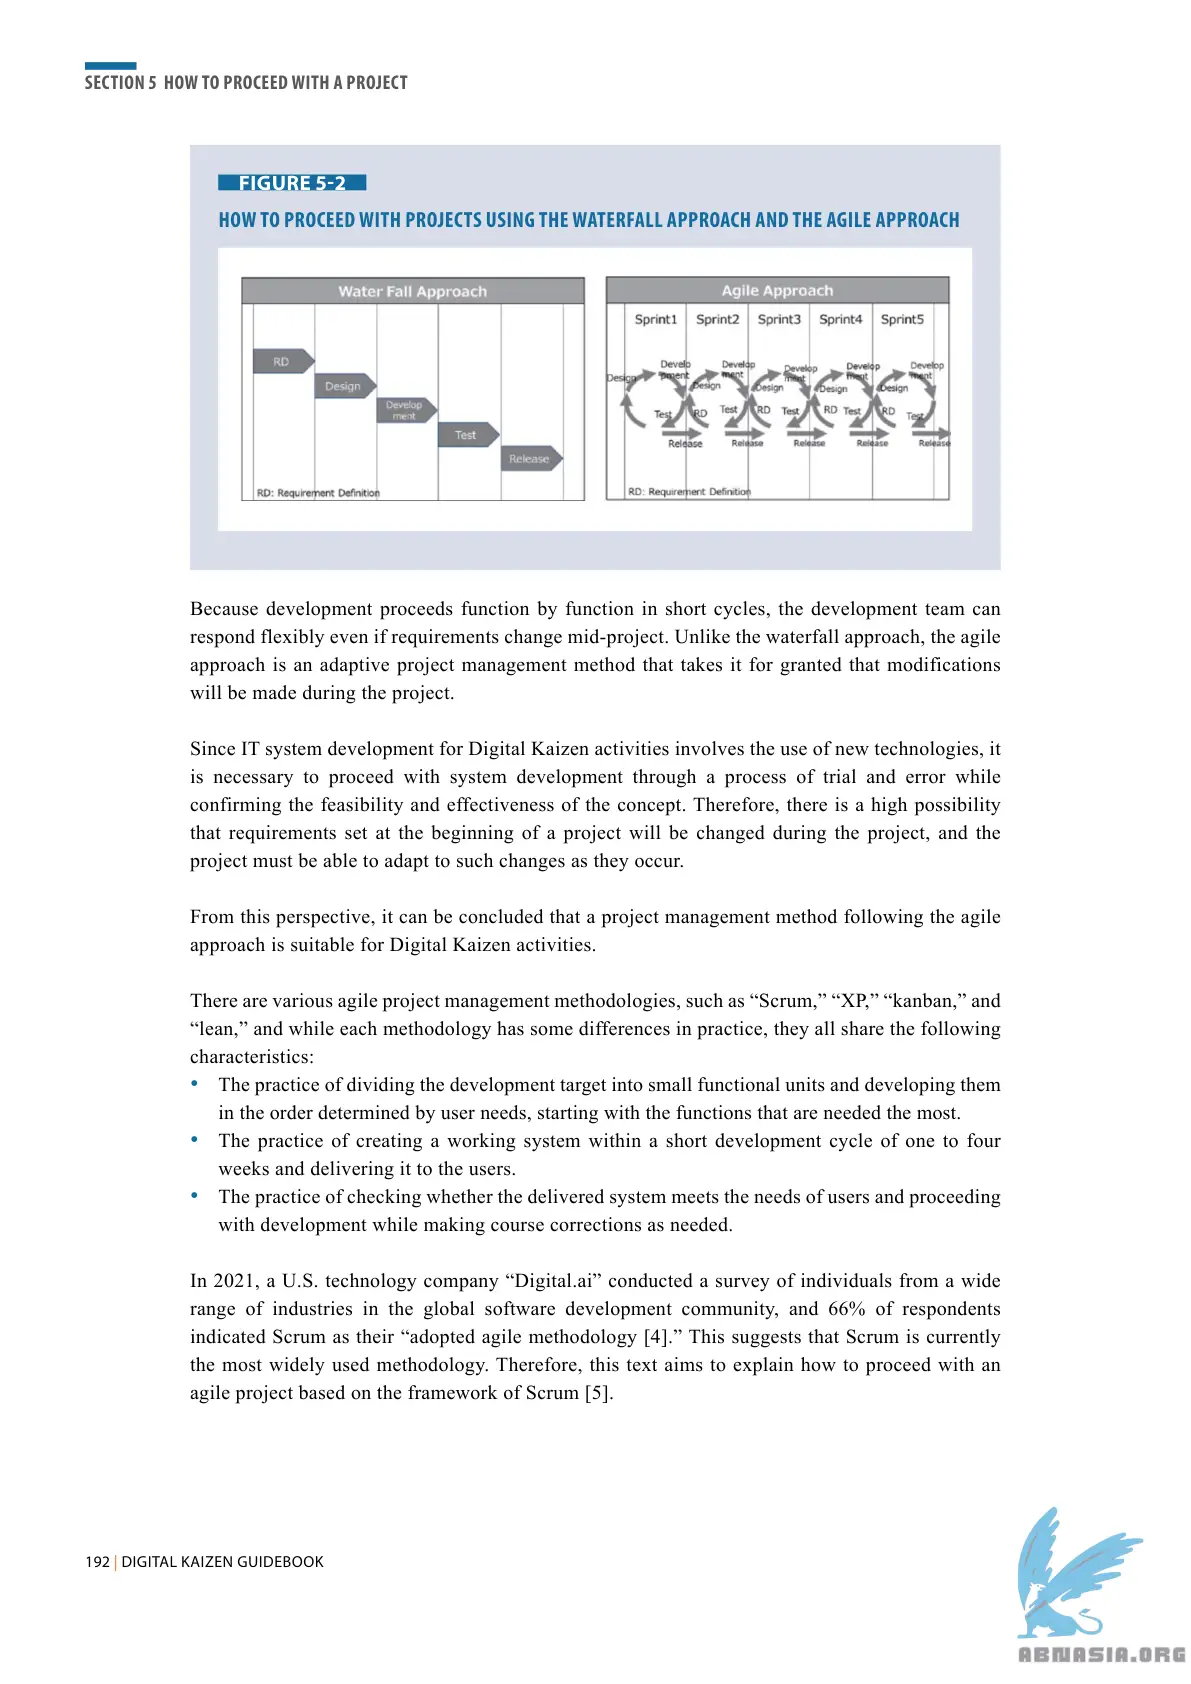 SECTION 5 HOW TO PROCEED WITH A PROJECT
FIGURE 5-2
HOW TO PROCEED WITH PROJECTS USING THE WATERFALL APPROACH AND THE AGILE APPROACH
Water Fall Approach
RD
Design
Develop
ment
Test
Release
RD: Requirement Definition
Agile Approach
Sprint1 Sprint2 Sprint3 Sprint4 Sprint5
Develop
ment
Develop
ment
Develop
ment
Develop
ment
Develop
ment
Design Design Design Design Design
Test RD Test RD Test RD Test RD Test
Release Release Release Release Release
RD: Requirement Definition
Because development proceeds function by function in short cycles, the development team can
respond flexibly even if requirements change mid-project. Unlike the waterfall approach, the agile
approach is an adaptive project management method that takes it for granted that modifications
will be made during the project.
Since IT system development for Digital Kaizen activities involves the use of new technologies, it
is necessary to proceed with system development through a process of trial and error while
confirming the feasibility and effectiveness of the concept. Therefore, there is a high possibility
that requirements set at the beginning of a project will be changed during the project, and the
project must be able to adapt to such changes as they occur.
From this perspective, it can be concluded that a project management method following the agile
approach is suitable for Digital Kaizen activities.
There are various agile project management methodologies, such as “Scrum,” “XP,” “kanban,” and
“lean,” and while each methodology has some differences in practice, they all share the following
characteristics:
• The practice of dividing the development target into small functional units and developing them
in the order determined by user needs, starting with the functions that are needed the most.
• The practice of creating a working system within a short development cycle of one to four
weeks and delivering it to the users.
• The practice of checking whether the delivered system meets the needs of users and proceeding
with development while making course corrections as needed.
In 2021, a U.S. technology company “Digital.ai” conducted a survey of individuals from a wide
range of industries in the global software development community, and 66% of respondents
indicated Scrum as their “adopted agile methodology [4].” This suggests that Scrum is currently
the most widely used methodology. Therefore, this text aims to explain how to proceed with an
agile project based on the framework of Scrum [5].
192 | DIGITAL KAIZEN GUIDEBOOK
ABNASIA.ORG